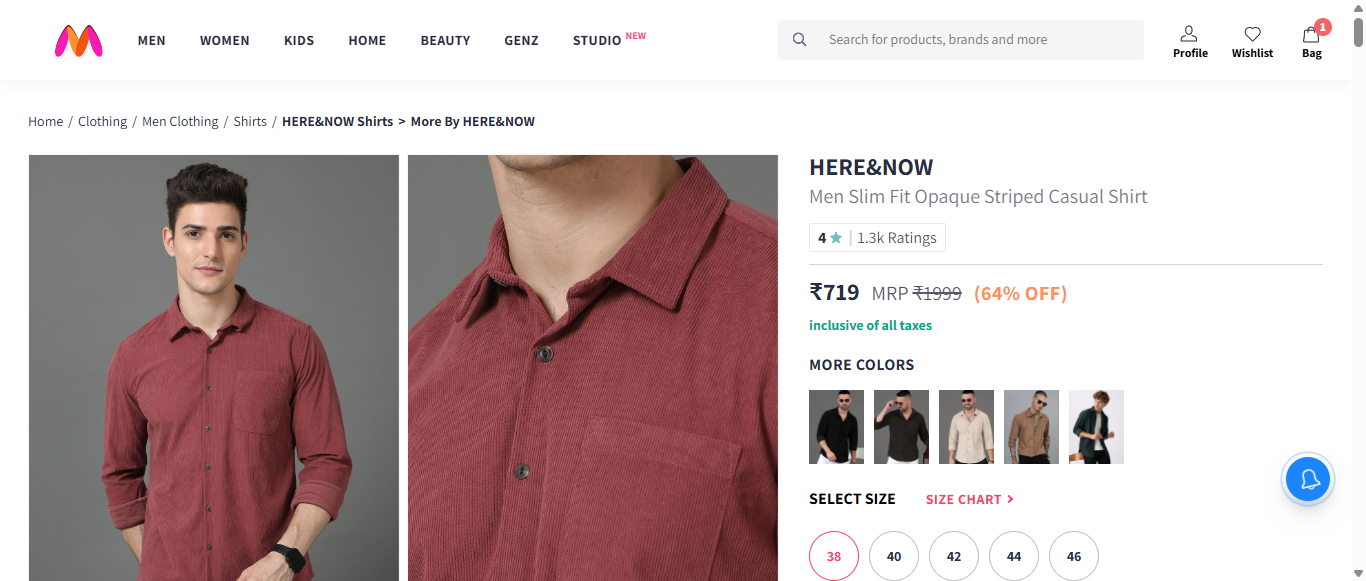 MEN WOMEN KIDS HOME BEAUTY GENZ STUDIO NEW Search for products, brands and more Profile Wishlist 1 Bag
Home / Clothing / Men Clothing / Shirts / HERE&NOW Shirts > More By HERE&NOW
HERE&NOW
Men Slim Fit Opaque Striped Casual Shirt
4 ★ | 1.3k Ratings
₹719 MRP ₹1999 (64% OFF)
inclusive of all taxes
MORE COLORS
SELECT SIZE SIZE CHART >
38 40 42 44 46